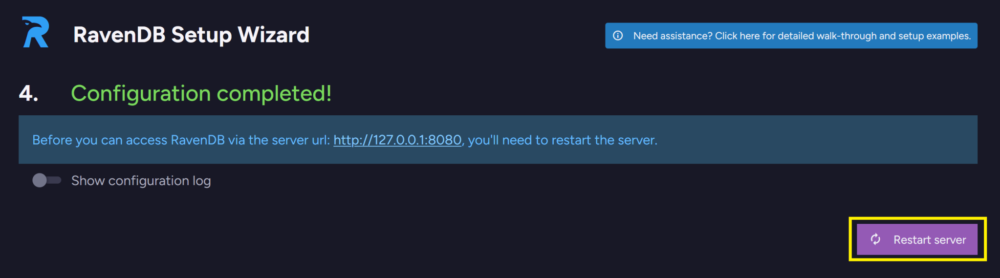 RavenDB Setup Wizard
Need assistance? Click here for detailed walk-through and setup examples.
4. Configuration completed!
Before you can access RavenDB via the server url: http://127.0.0.1:8080, you'll need to restart the server.
Show configuration log
Restart server